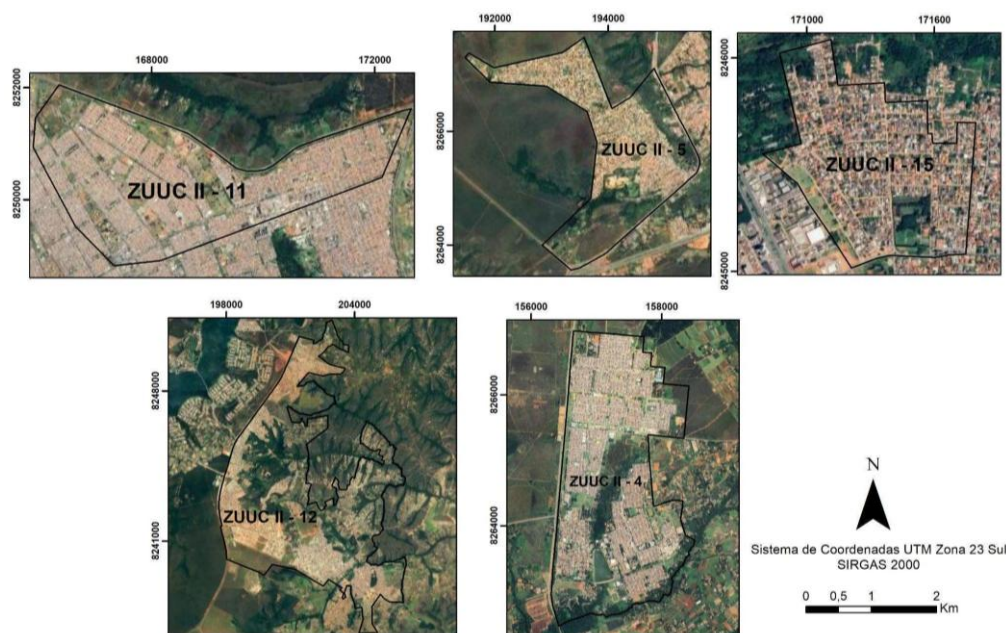 192000 194000
171000 171600
168000 172000
8252000
8250000
ZUUC II - 11
8266000
8264000
ZUUC II - 5
8246000
8245000
ZUUC II - 15
198000 204000
8248000
8241000
ZUUC II - 12
156000 158000
8266000
8264000
ZUUC II - 4
N
Sistema de Coordenadas UTM Zona 23 Sul
SIRGAS 2000
0 0,5 1 2
Km